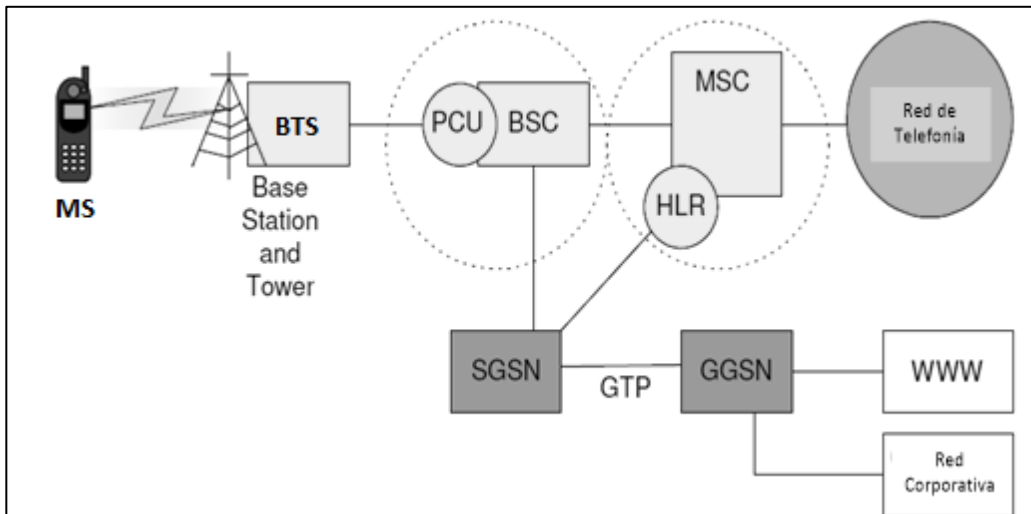 MS
BTS
Base
Station
and
Tower
PCU
BSC
MSC
HLR
Red de
Telefonía
SGSN
GTP
GGSN
WWW
Red
Corporativa